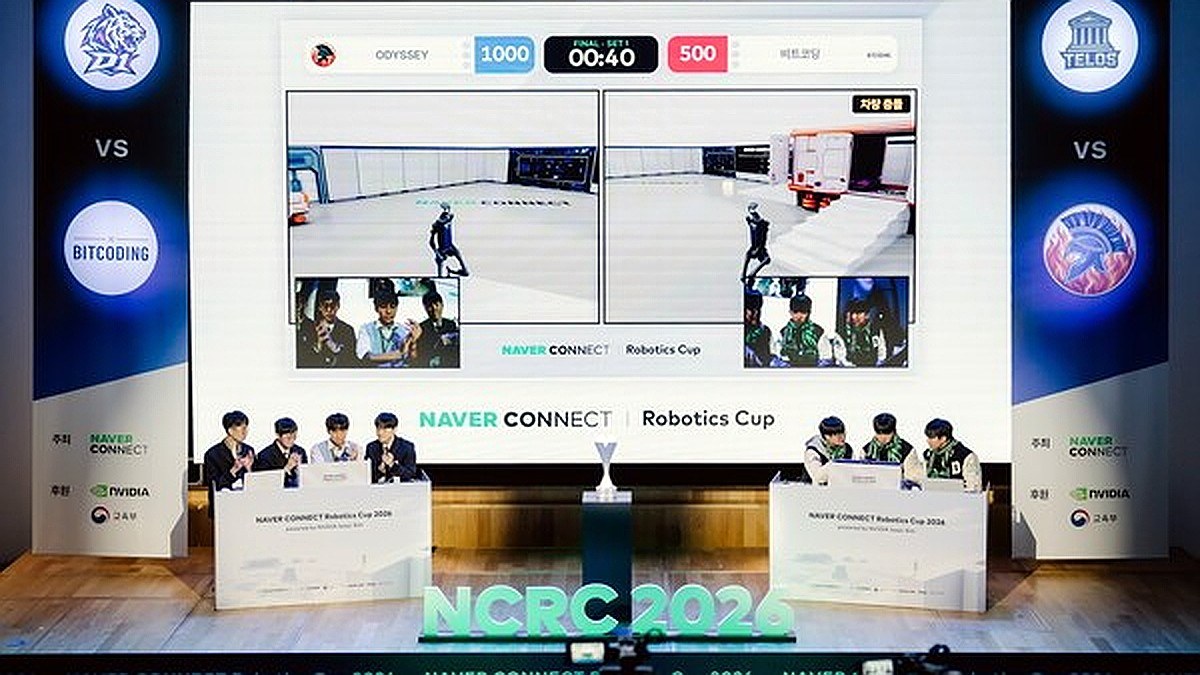 D1
VS
BITCODING
주최
NAVER
CONNECT
후원
NVIDIA
교육부
ODYSSEY
1000
FINAL - SET 1
00:40
500
비트코딩
차량 충돌
NAVER CONNECT
NAVER CONNECT Robotics Cup
NAVER CONNECT | Robotics Cup
NAVER CONNECT Robotics Cup 2026
NAVER CONNECT Robotics Cup 2026
NCRC 2026
TELOS
VS
주최
NAVER
CONNECT
후원
NVIDIA
교육부